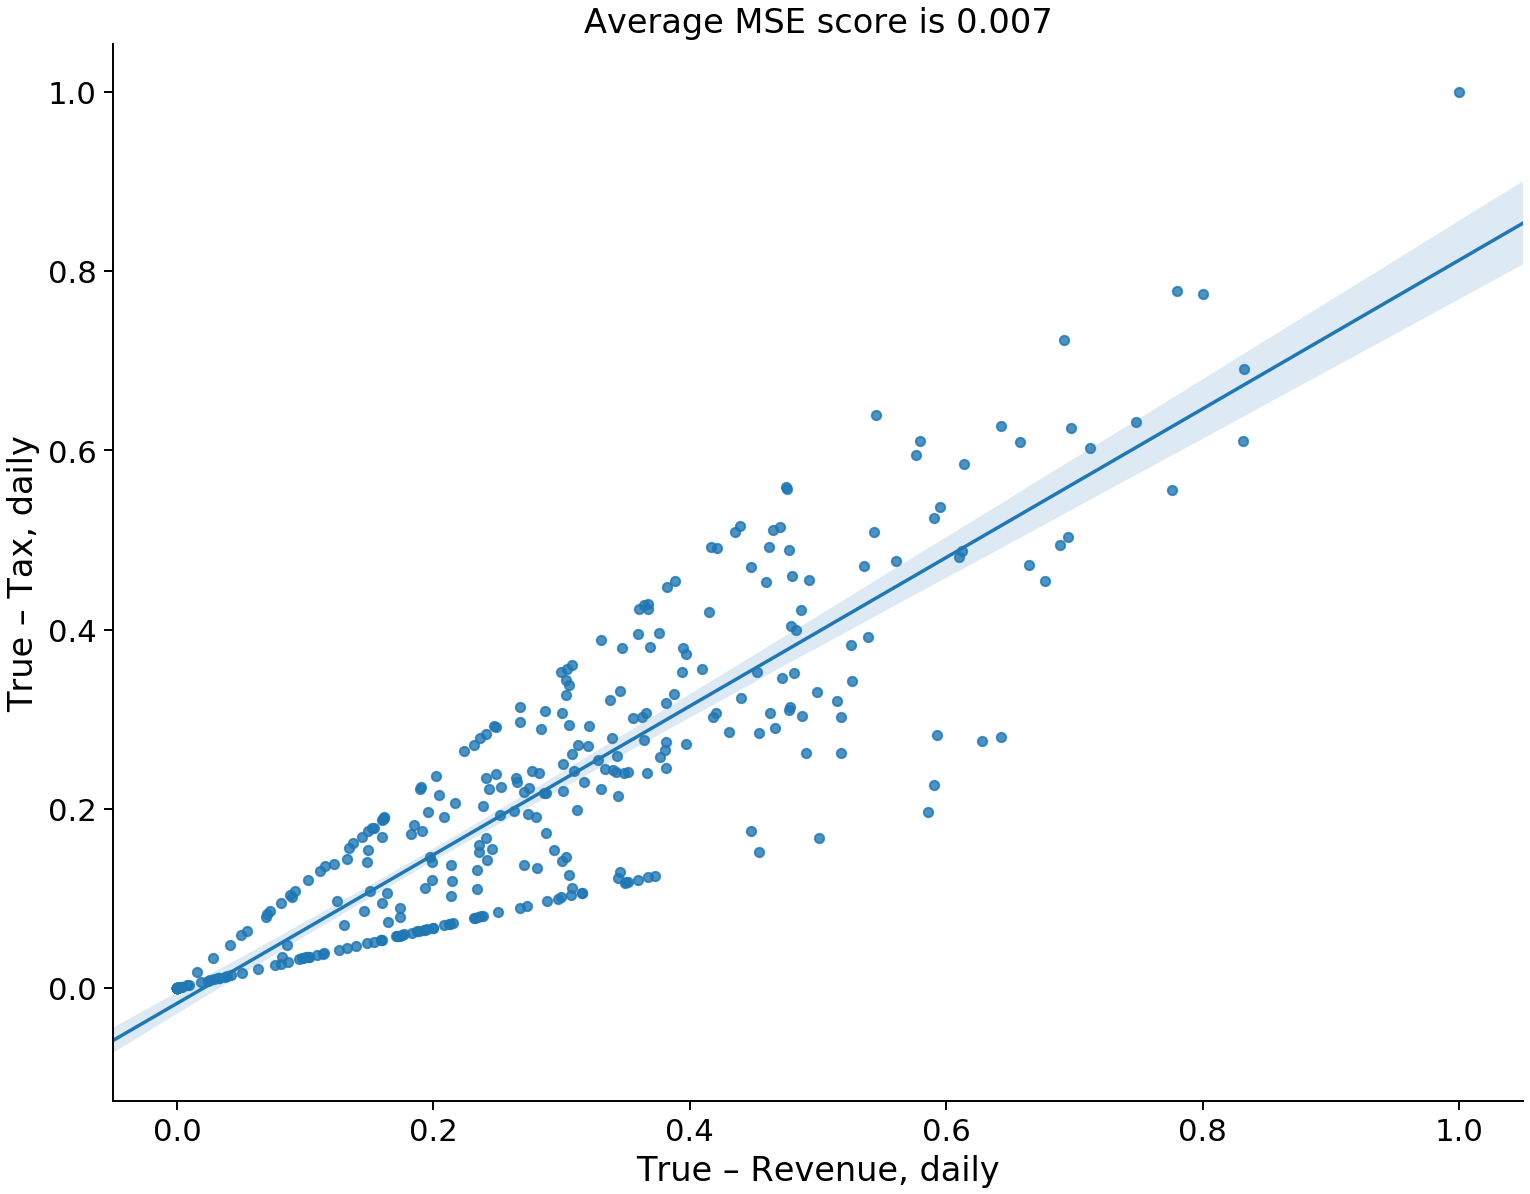 Average MSE score is 0.007
True – Tax, daily
1.0
0.8
0.6
0.4
0.2
0.0
0.0 0.2 0.4 0.6 0.8 1.0
True – Revenue, daily